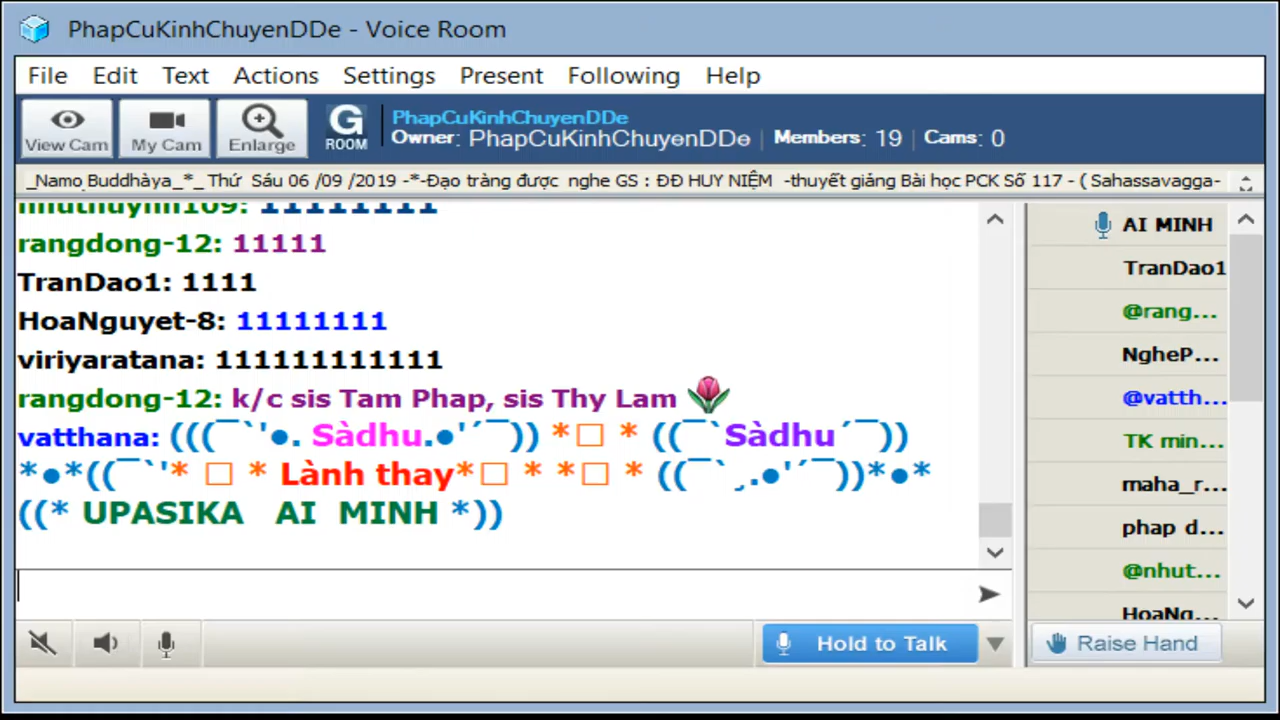 PhapCuKinhChuyenDDe - Voice Room
File Edit Text Actions Settings Present Following Help
View Cam My Cam Enlarge G ROOM
PhapCuKinhChuyenDDe
Owner: PhapCuKinhChuyenDDe | Members: 19 | Cams: 0
_Namo Buddhàya_*_ Thứ Sáu 06 /09 /2019 -*-Đạo tràng được nghe GS : ĐĐ HUY NIỆM -thuyết giảng Bài học PCK Số 117 - ( Sahassavagga-
rangdong-12: 11111
TranDao1: 1111
HoaNguyet-8: 11111111
viriyaratana: 111111111111
rangdong-12: k/c sis Tam Phap, sis Thy Lam
vatthana: (((¯`'●. Sàdhu.●'´¯)) *□ * ((¯`Sàdhu´¯))
*●*((¯`'* □ * Lành thay*□ * *□ * ((¯`¸.●'´¯))*●*
((* UPASIKA AI MINH *))
AI MINH
TranDao1
@rang...
NgheP...
@vatth...
TK min...
maha_r...
phap d...
@nhut...
HoaNg...
Hold to Talk
Raise Hand